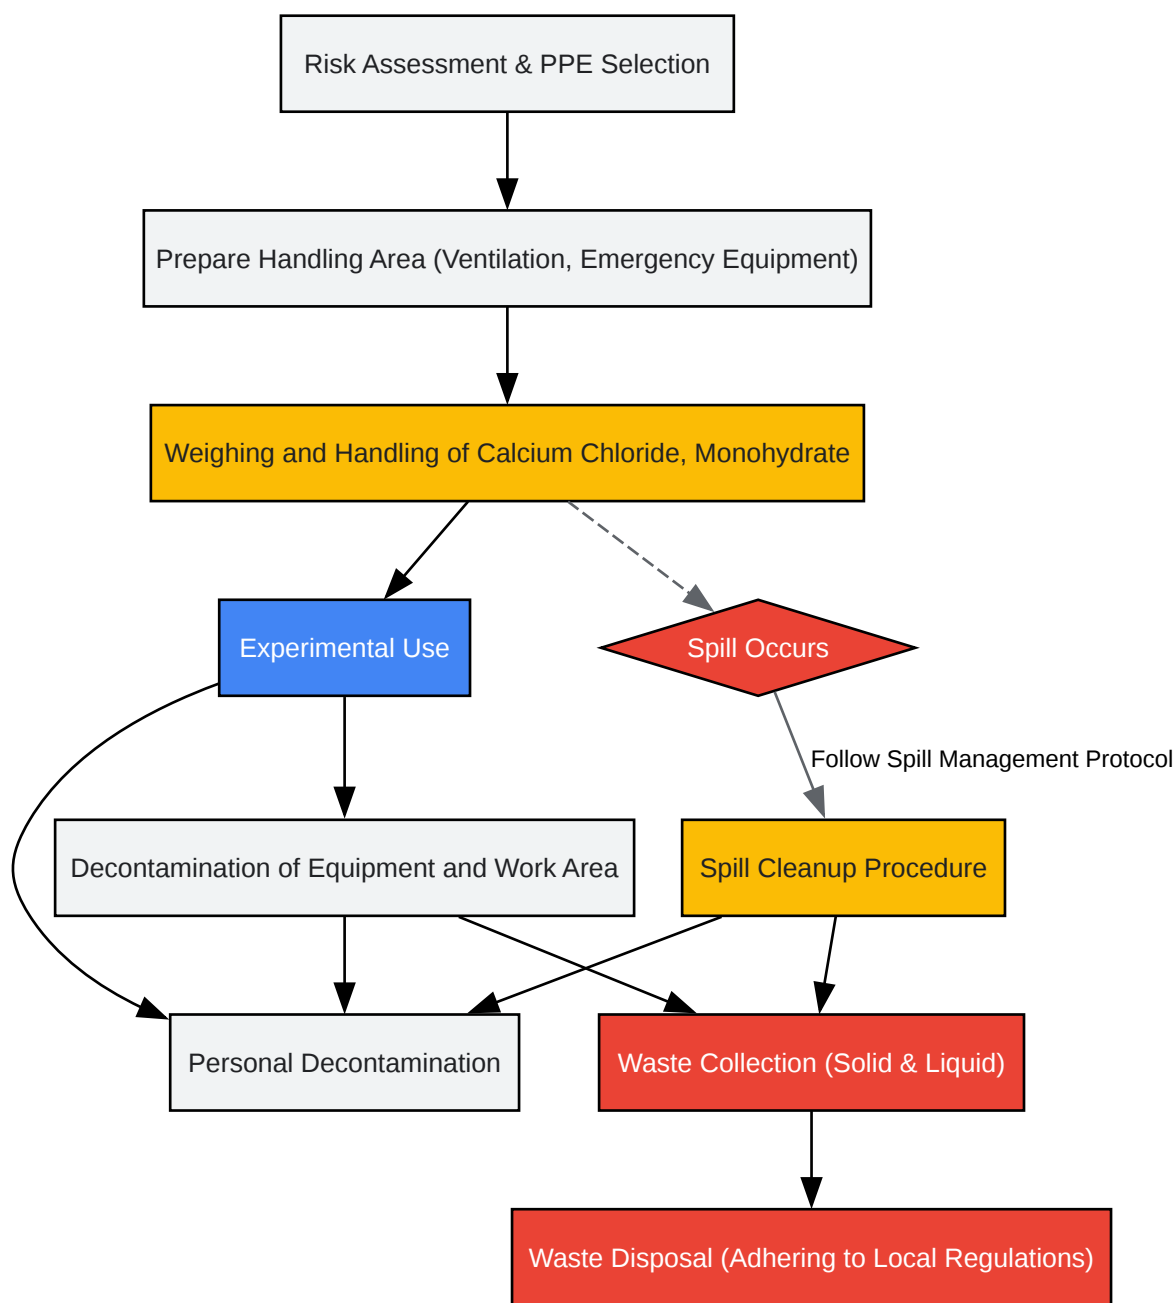 Risk Assessment & PPE Selection
Prepare Handling Area (Ventilation, Emergency Equipment)
Weighing and Handling of Calcium Chloride, Monohydrate
Experimental Use
Spill Occurs
Follow Spill Management Protocol
Decontamination of Equipment and Work Area
Spill Cleanup Procedure
Personal Decontamination
Waste Collection (Solid & Liquid)
Waste Disposal (Adhering to Local Regulations)